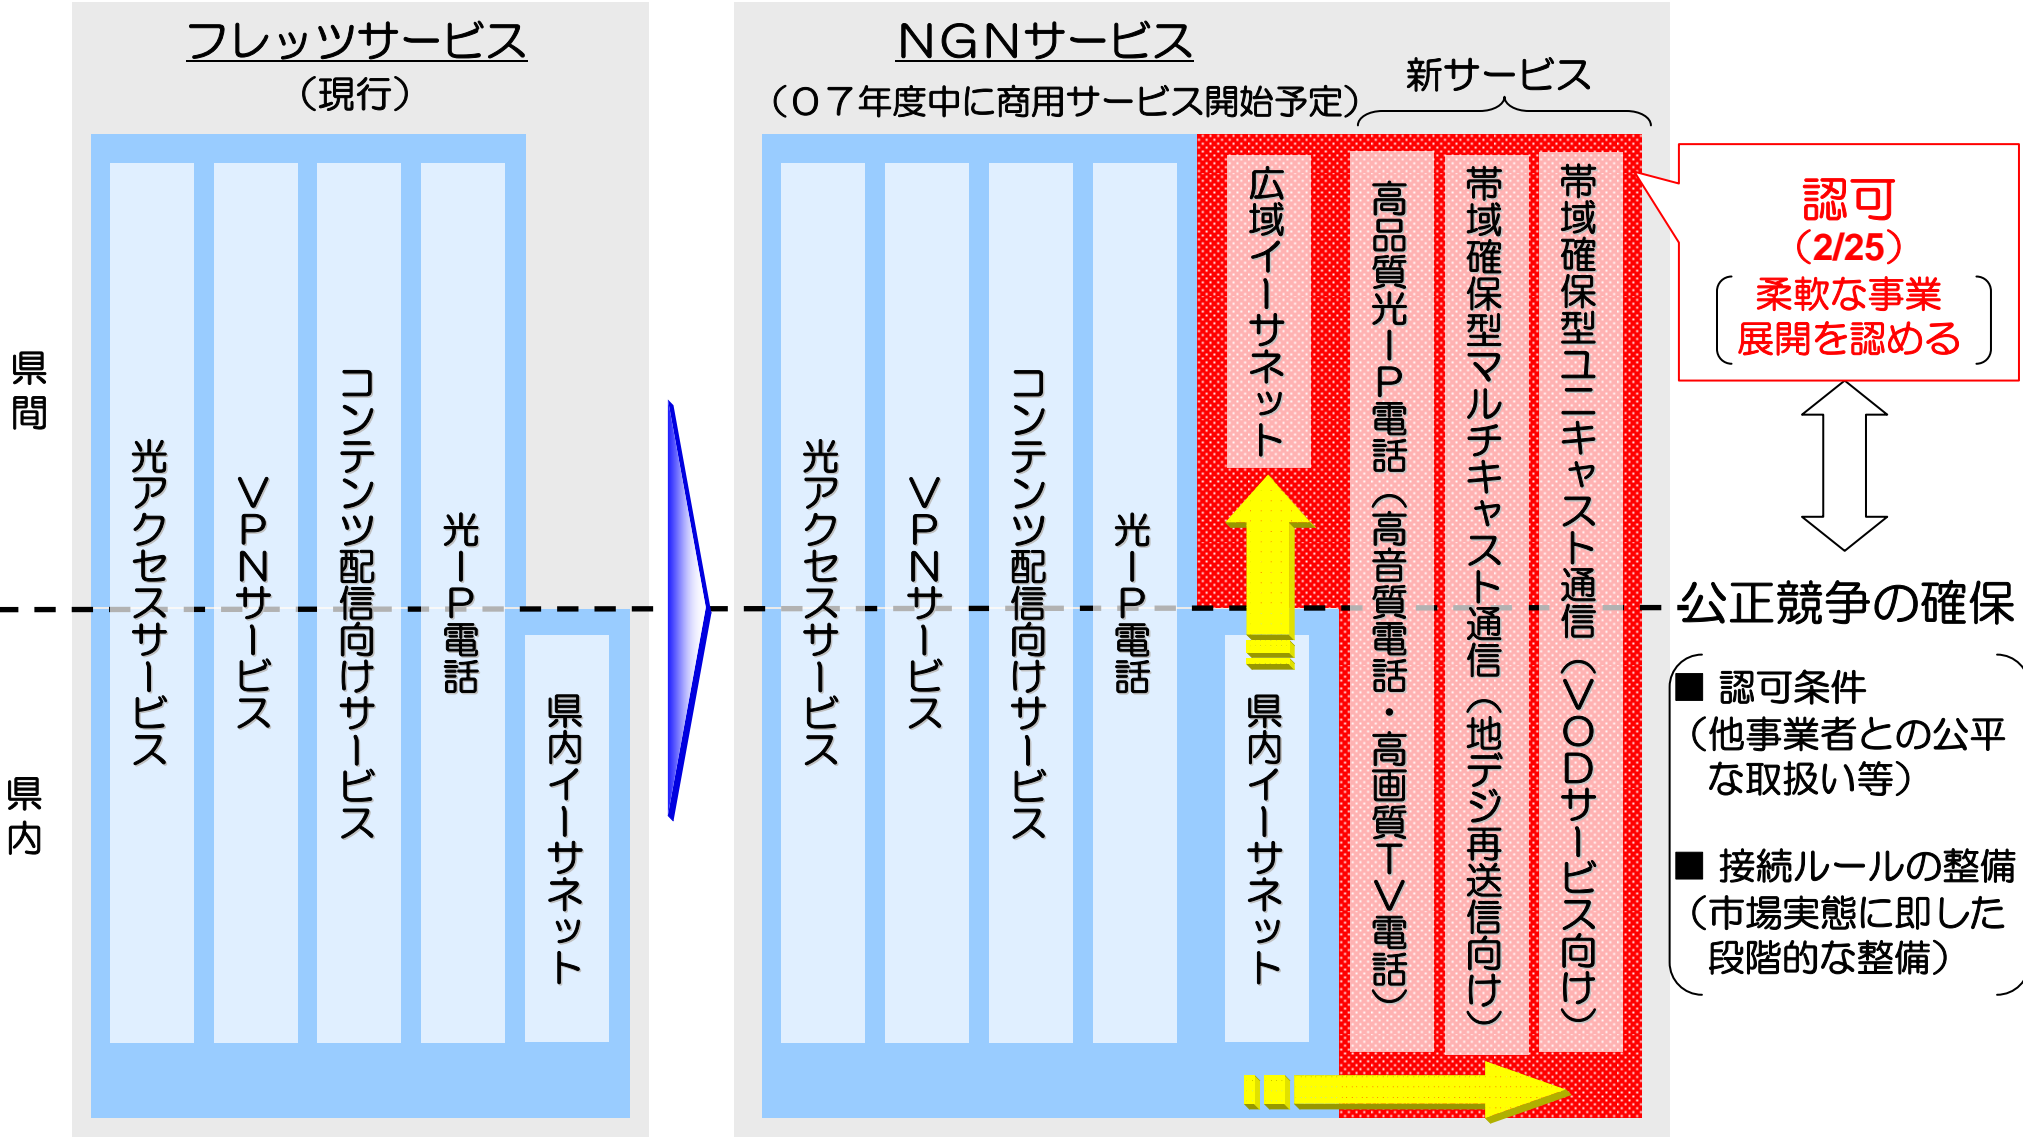 フレッツサービス
（現行）
県間
県内
光アクセスサービス
ＶＰＮサービス
コンテンツ配信向けサービス
光ＩＰ電話
県内イーサネット
ＮＧＮサービス
（０７年度中に商用サービス開始予定）
新サービス
光アクセスサービス
ＶＰＮサービス
コンテンツ配信向けサービス
光ＩＰ電話
広域イーサネット
県内イーサネット
高品質光ＩＰ電話（高音質電話・高画質ＴＶ電話）
帯域確保型マルチキャスト通信（地デジ再送信向け）
帯域確保型ユニキャスト通信（ＶＯＤサービス向け）
認可
（2/25）
柔軟な事業
展開を認める
公正競争の確保
■ 認可条件
（他事業者との公平
な取扱い等）
■ 接続ルールの整備
（市場実態に即した
段階的な整備）